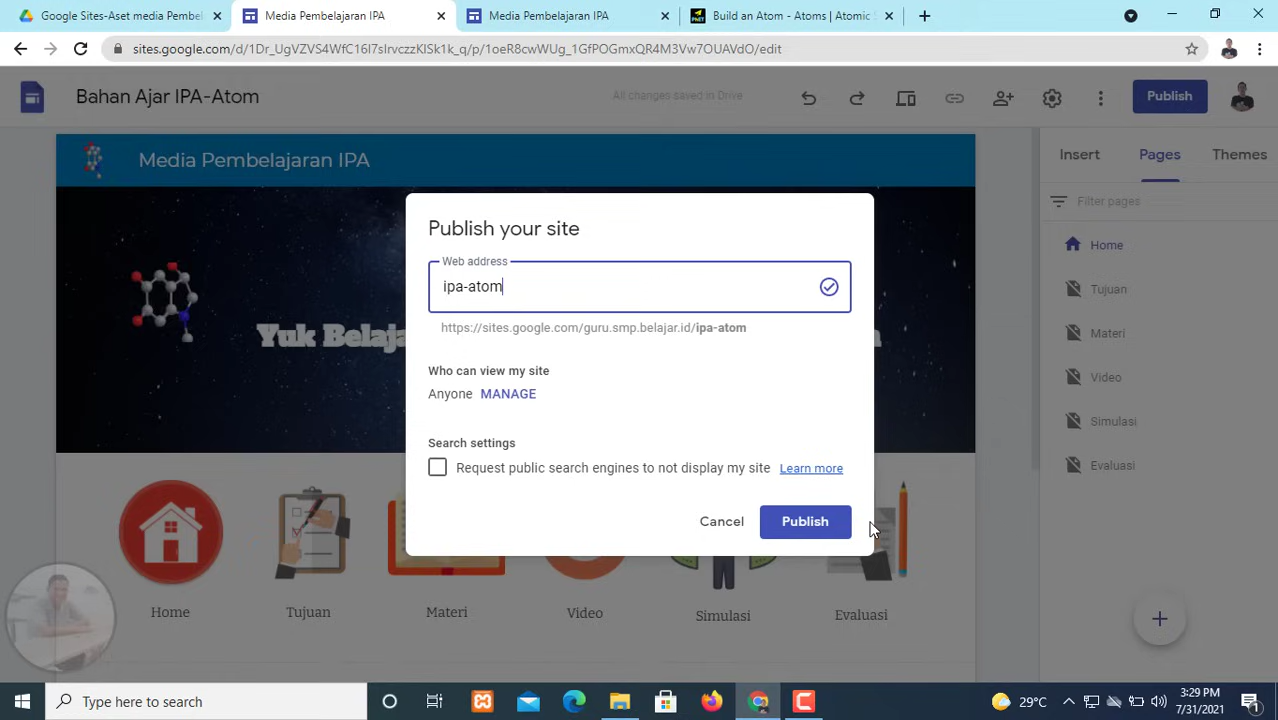 Google Sites-Aset media Pembel
Media Pembelajaran IPA
Media Pembelajaran IPA
Build an Atom - Atoms | Atomic S
sites.google.com/d/1Dr_UgVZVS4WfC16I7sIrvczzKISk1k_q/p/1oeR8cwWUg_1GfPOGmxQR4M3Vw7OUAVdO/edit
Bahan Ajar IPA-Atom
All changes saved in Drive
Publish
Media Pembelajaran IPA
Insert
Pages
Themes
Filter pages
Home
Tujuan
Materi
Video
Simulasi
Evaluasi
Yuk Belaja
Publish your site
Web address
ipa-atom
https://sites.google.com/guru.smp.belajar.id/ipa-atom
Who can view my site
Anyone MANAGE
Search settings
Request public search engines to not display my site Learn more
Cancel
Publish
Home
Tujuan
Materi
Video
Simulasi
Evaluasi
Type here to search
29°C
3:29 PM
7/31/2021
1